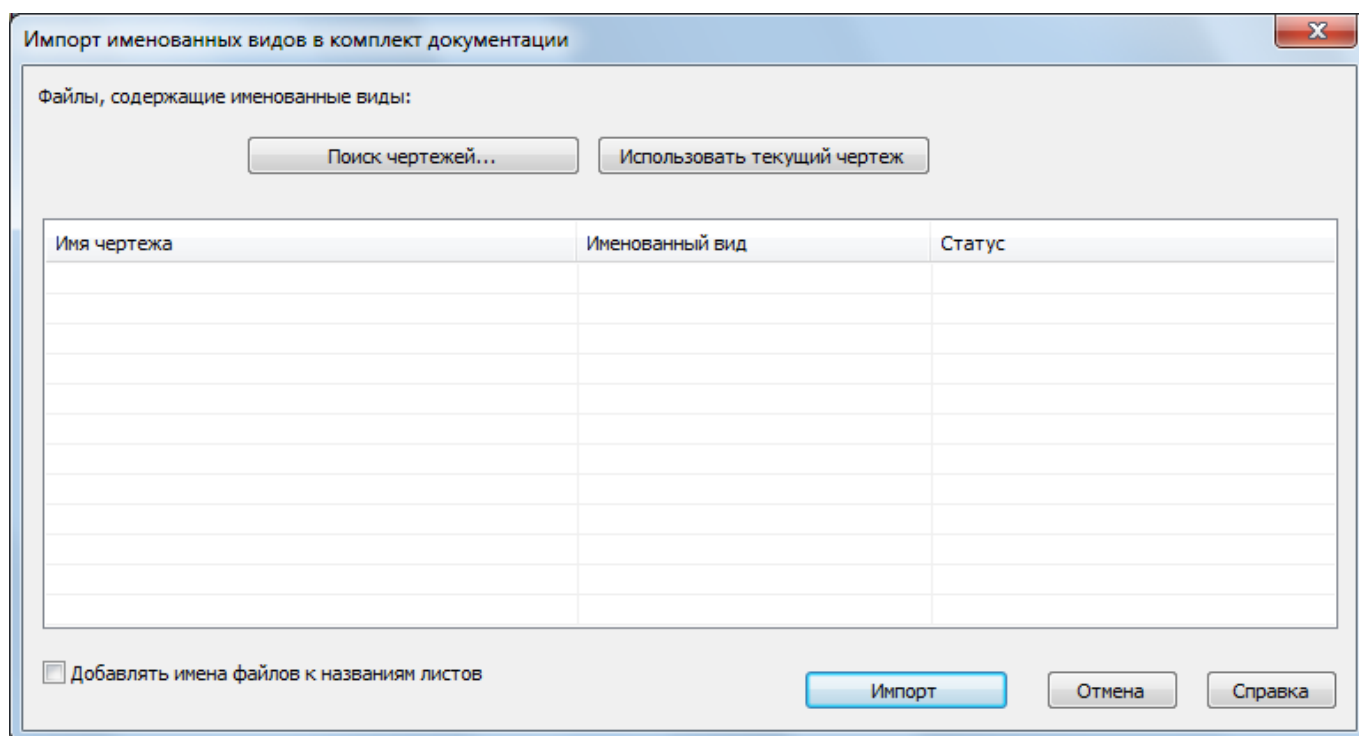 Импорт именованных видов в комплект документации
Файлы, содержащие именованные виды:
Поиск чертежей... Использовать текущий чертеж
Имя чертежа Именованный вид Статус
Добавлять имена файлов к названиям листов
Импорт Отмена Справка